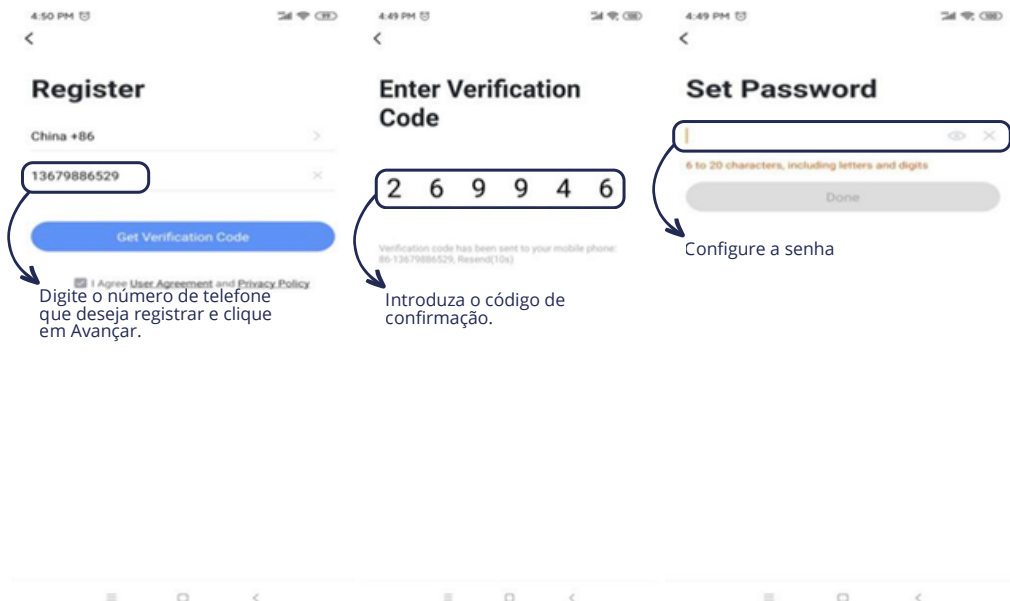 4:50 PM
Register
China +86
13679886529
Get Verification Code
I Agree User Agreement and Privacy Policy
Digite o número de telefone
que deseja registrar e clique
em Avançar.
4:49 PM
Enter Verification
Code
2 6 9 9 4 6
Verification code has been sent to your mobile phone:
86-13679886529, Resend(10s)
Introduza o código de
confirmação.
4:49 PM
Set Password
6 to 20 characters, including letters and digits
Done
Configure a senha